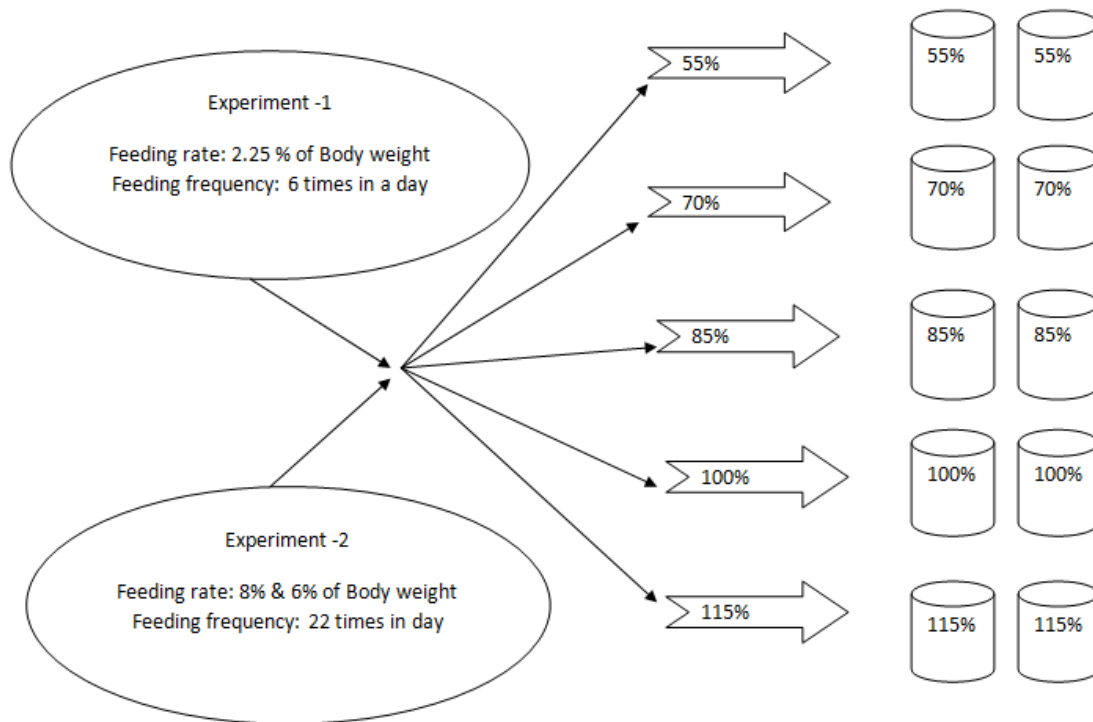 Experiment -1
Feeding rate: 2.25 % of Body weight
Feeding frequency: 6 times in a day
Experiment -2
Feeding rate: 8% & 6% of Body weight
Feeding frequency: 22 times in day
55%
55%
55%
70%
70%
70%
85%
85%
85%
100%
100%
100%
115%
115%
115%